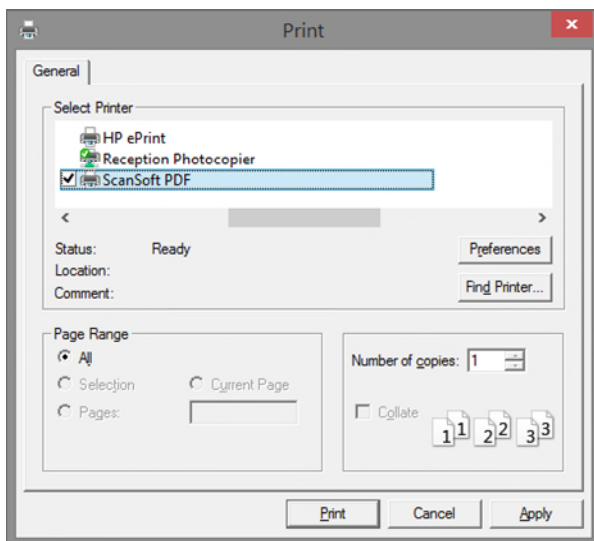 Print
General
Select Printer
HP ePrint
Reception Photocopier
ScanSoft PDF
Status: Ready
Preferences
Location:
Comment:
Find Printer...
Page Range
All
Selection
Current Page
Pages:
Number of copies: 1
Collate
1 1 2 2 3 3
Print Cancel Apply